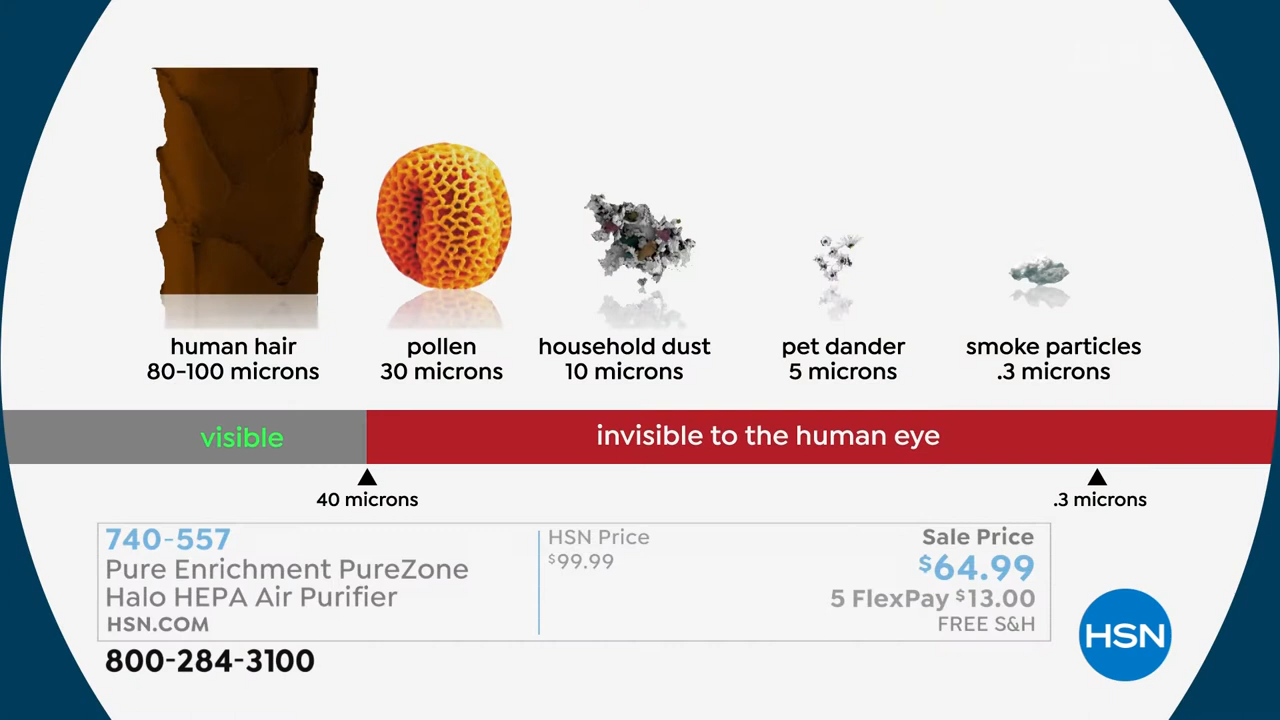 human hair
80-100 microns
pollen
30 microns
household dust
10 microns
pet dander
5 microns
smoke particles
.3 microns
visible
invisible to the human eye
40 microns
.3 microns
740-557
Pure Enrichment PureZone
Halo HEPA Air Purifier
HSN.COM
HSN Price
$99.99
Sale Price
$64.99
5 FlexPay $13.00
FREE S&H
800-284-3100
HSN